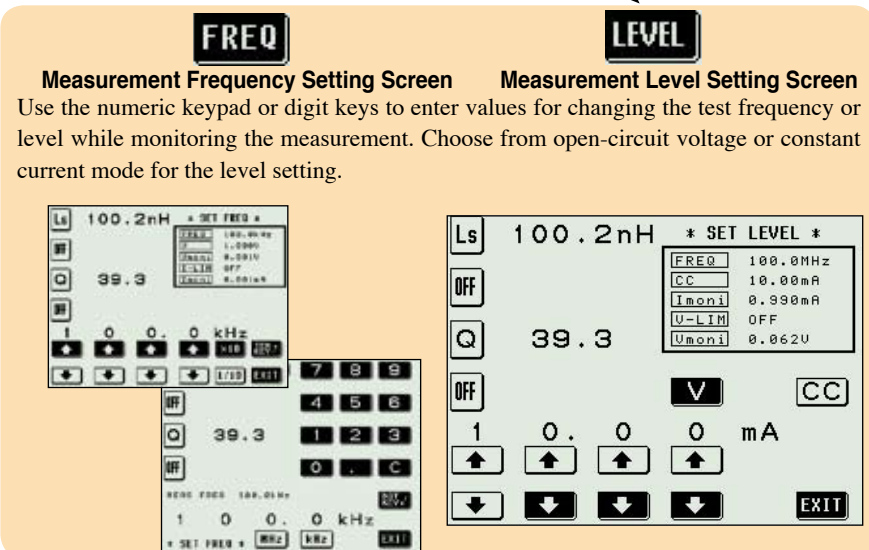 FREQ
LEVEL
Measurement Frequency Setting Screen
Measurement Level Setting Screen
Use the numeric keypad or digit keys to enter values for changing the test frequency or
level while monitoring the measurement. Choose from open-circuit voltage or constant
current mode for the level setting.
Ls 100.2nH * SET FREQ *
FREQ
OFF
Q 39.3
OFF
1 0 0. 0 kHz
EXIT
7 8 9
OFF 4 5 6
Q 39.3 1 2 3
OFF 0 . C
1 0 0. 0 kHz
* SET FREQ * MHz kHz EXIT
Ls 100.2nH * SET LEVEL *
FREQ 100.0MHz
OFF CC 10.00mA
Imoni 0.990mA
V-LIM OFF
Q 39.3 Vmoni 0.062V
OFF V CC
1 0. 0 0 mA
EXIT